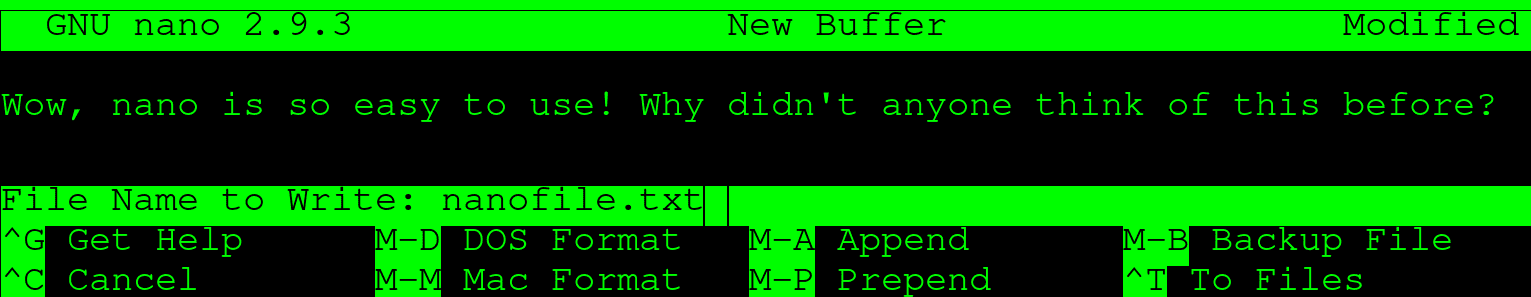 GNU nano 2.9.3 New Buffer Modified
Wow, nano is so easy to use! Why didn't anyone think of this before?
File Name to Write: nanofile.txt
^G Get Help M-D DOS Format M-A Append M-B Backup File
^C Cancel M-M Mac Format M-P Prepend ^T To Files